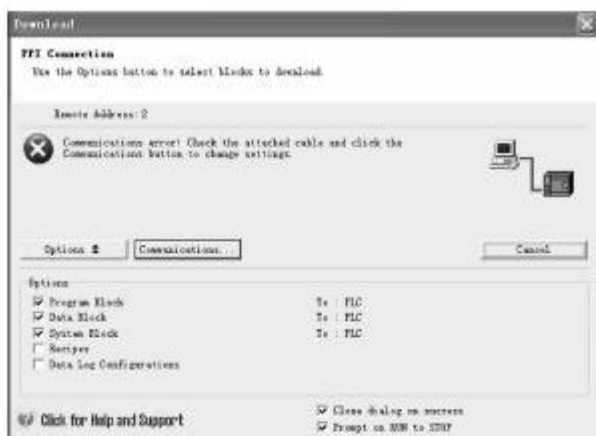 Download
PPI Connection
Use the Options button to select blocks to download.
Remote Address: 2
Communications error! Check the attached cable and click the
Communications button to change settings.
Options
Communications...
Cancel
Options
Program Block To : PLC
Data Block To : PLC
System Block To : PLC
Recipes
Data Log Configurations
Click for Help and Support
Close dialog on success
Prompt on RUN to STOP